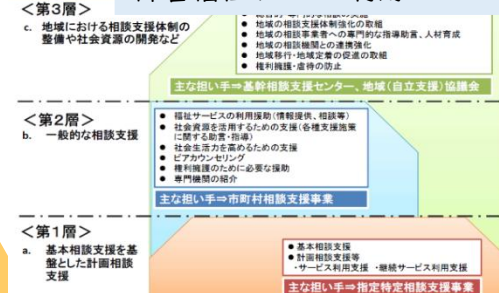 <第3層>
c. 地域における相談支援体制の
整備や社会資源の開発など
● 地域の相談支援体制強化の取組
● 地域の相談事業者への専門的な指導助言、人材育成
● 地域の相談機関との連携強化
● 地域移行・地域定着の促進の取組
● 権利擁護・虐待の防止
主な担い手⇒基幹相談支援センター、地域(自立支援)協議会
<第2層>
b. 一般的な相談支援
● 福祉サービスの利用援助(情報提供、相談等)
● 社会資源を活用するための支援(各種支援施策
に関する助言・指導)
● 社会生活力を高めるための支援
● ピアカウンセリング
● 権利擁護のために必要な援助
● 専門機関の紹介
主な担い手⇒市町村相談支援事業
<第1層>
a. 基本相談支援を基
盤とした計画相談
支援
● 基本相談支援
● 計画相談支援等
・サービス利用支援 ・継続サービス利用支援
主な担い手⇒指定特定相談支援事業